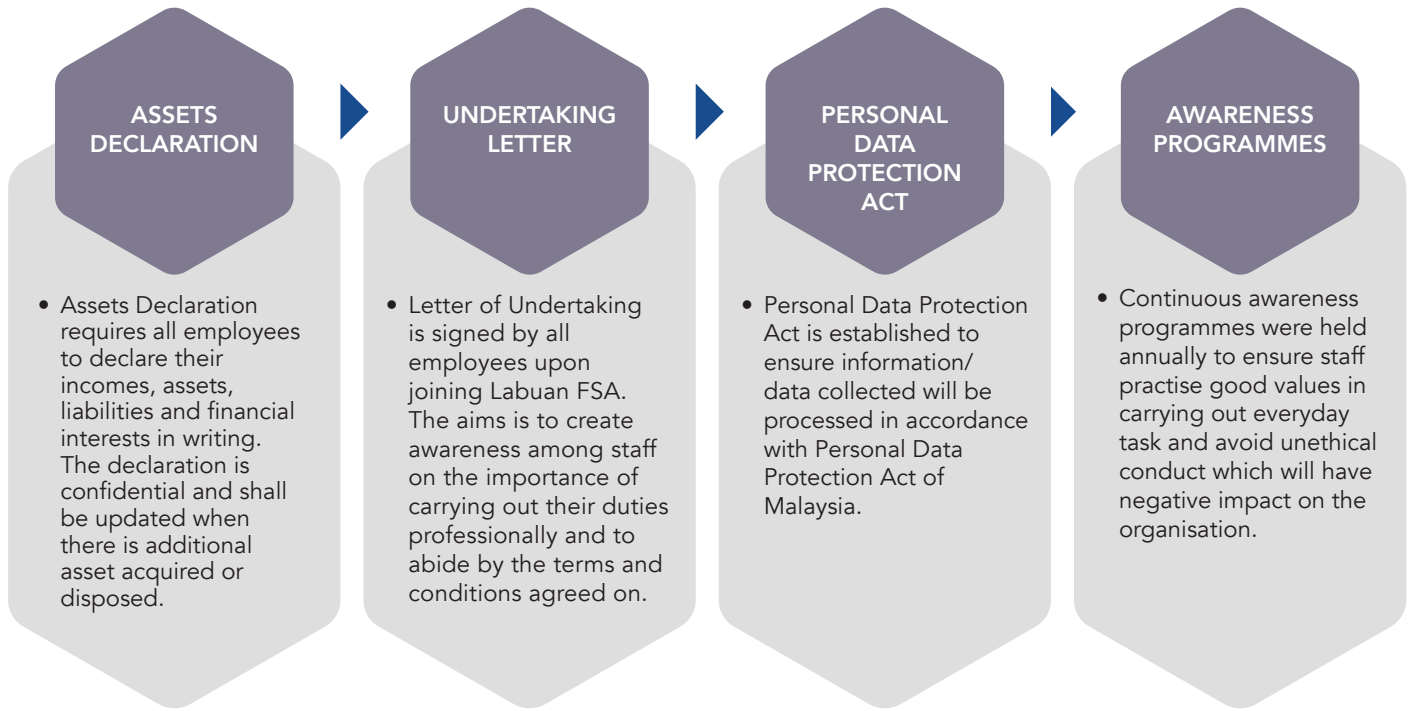 ASSETS
DECLARATION
• Assets Declaration
requires all employees
to declare their
incomes, assets,
liabilities and financial
interests in writing.
The declaration is
confidential and shall
be updated when
there is additional
asset acquired or
disposed.
UNDERTAKING
LETTER
• Letter of Undertaking
is signed by all
employees upon
joining Labuan FSA.
The aims is to create
awareness among staff
on the importance of
carrying out their duties
professionally and to
abide by the terms and
conditions agreed on.
PERSONAL
DATA
PROTECTION
ACT
• Personal Data Protection
Act is established to
ensure information/
data collected will be
processed in accordance
with Personal Data
Protection Act of
Malaysia.
AWARENESS
PROGRAMMES
• Continuous awareness
programmes were held
annually to ensure staff
practise good values in
carrying out everyday
task and avoid unethical
conduct which will have
negative impact on the
organisation.